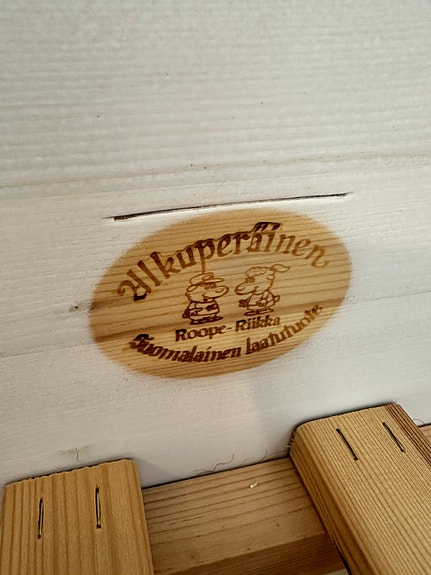 Alkuperäinen
Roope-Riikka
Suomalainen laatutuote